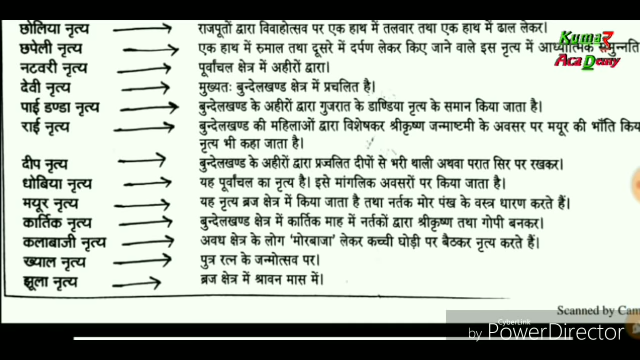 छोलिया नृत्य → राजपूतों द्वारा विवाहोत्सव पर एक हाथ में तलवार तथा एक हाथ में ढाल लेकर।
छपेली नृत्य → एक हाथ में रुमाल तथा दूसरे में दर्पण लेकर किए जाने वाले इस नृत्य में आध्यात्मिक समुन्नति
नटवरी नृत्य → पूर्वांचल क्षेत्र में अहीरों द्वारा।
देवी नृत्य → मुख्यतः बुन्देलखण्ड क्षेत्र में प्रचलित है।
पाई डण्डा नृत्य → बुन्देलखण्ड के अहीरों द्वारा गुजरात के डाण्डिया नृत्य के समान किया जाता है।
राई नृत्य → बुन्देलखण्ड की महिलाओं द्वारा विशेषकर श्रीकृष्ण जन्माष्टमी के अवसर पर मयूर की भाँति
नृत्य भी कहा जाता है।
दीप नृत्य → बुन्देलखण्ड के अहीरों द्वारा प्रज्वलित दीपों से भरी थाली अथवा परात सिर पर रखकर।
धोबिया नृत्य → यह पूर्वांचल का नृत्य है। इसे मांगलिक अवसरों पर किया जाता है।
मयूर नृत्य → यह नृत्य ब्रज क्षेत्र में किया जाता है तथा नर्तक मोर पंख के वस्त्र धारण करते हैं।
कार्तिक नृत्य → बुन्देलखण्ड क्षेत्र में कार्तिक माह में नर्तकों द्वारा श्रीकृष्ण तथा गोपी बनकर।
कलाबाजी नृत्य → अवध क्षेत्र के लोग 'मोरबाजा' लेकर कच्ची घोड़ी पर बैठकर नृत्य करते हैं।
ख्याल नृत्य → पुत्र रत्न के जन्मोत्सव पर।
झूला नृत्य → ब्रज क्षेत्र में श्रावन मास में।
Kumar
AcaDemy
Scanned by Cam
CyberLink
by PowerDirector